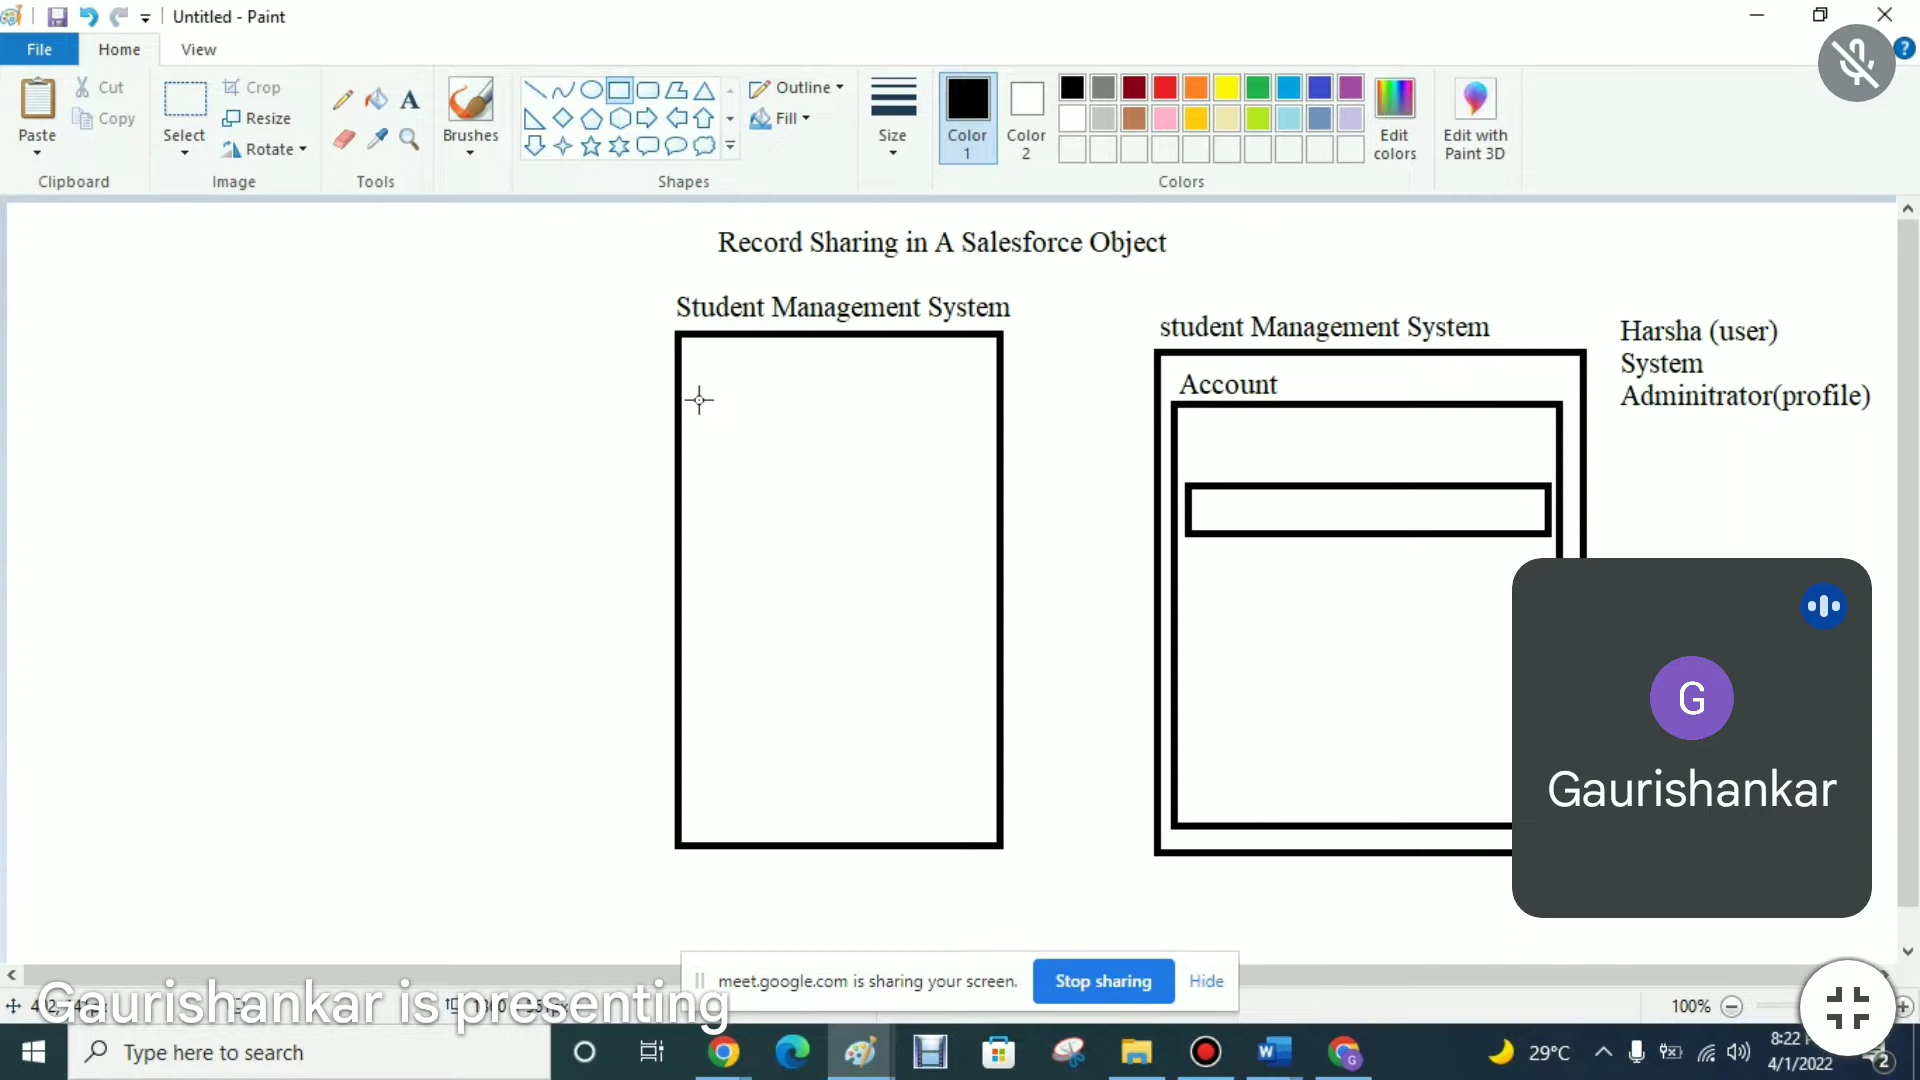 Untitled - Paint
File
Home
View
Paste
Cut
Copy
Clipboard
Select
Crop
Resize
Rotate
Image
Tools
A
Brushes
Shapes
Outline
Fill
Size
Color
1
Color
2
Colors
Edit
colors
Edit with
Paint 3D
?
Record Sharing in A Salesforce Object
Student Management System
student Management System
Account
Harsha (user)
System
Adminitrator(profile)
G
Gaurishankar
meet.google.com is sharing your screen.
Stop sharing
Hide
Gaurishankar is presenting
100%
Type here to search
29°C
8:22
4/1/2022
2